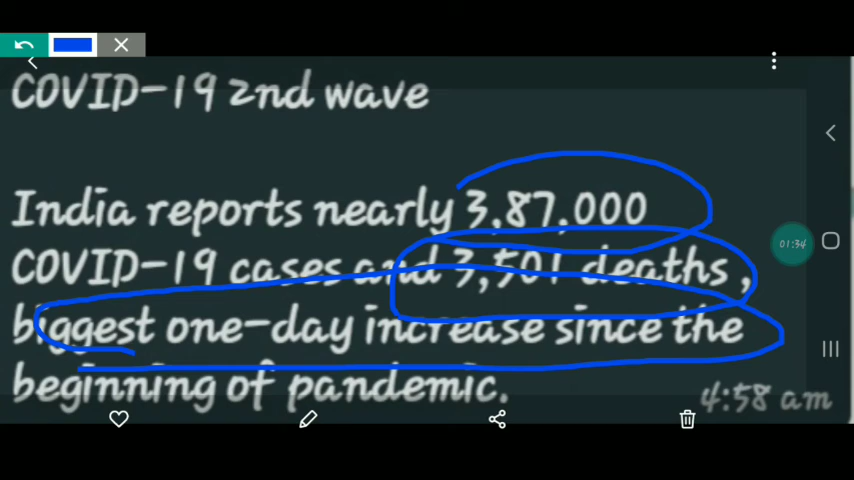 COVID-19 2nd wave
India reports nearly 3,87,000
COVID-19 cases and 3,501 deaths,
biggest one-day increase since the
beginning of pandemic.
4:58 am
01:34